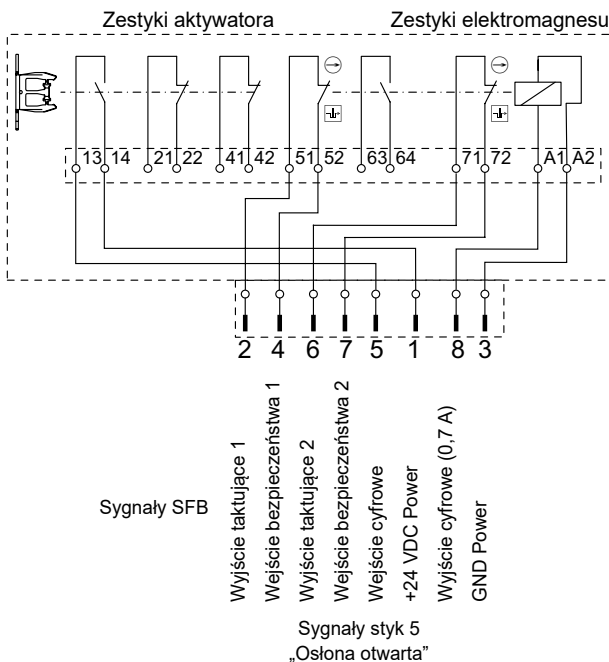 Zestyki aktywatora Zestyki elektromagnesu
13 14 21 22 41 42 51 52 63 64 71 72 A1 A2
2 4 6 7 5 1 8 3
Sygnały SFB
Wyjście taktujące 1
Wejście bezpieczeństwa 1
Wyjście taktujące 2
Wejście bezpieczeństwa 2
Wejście cyfrowe
+24 VDC Power
Wyjście cyfrowe (0,7 A)
GND Power
Sygnały styk 5
„Osłona otwarta”